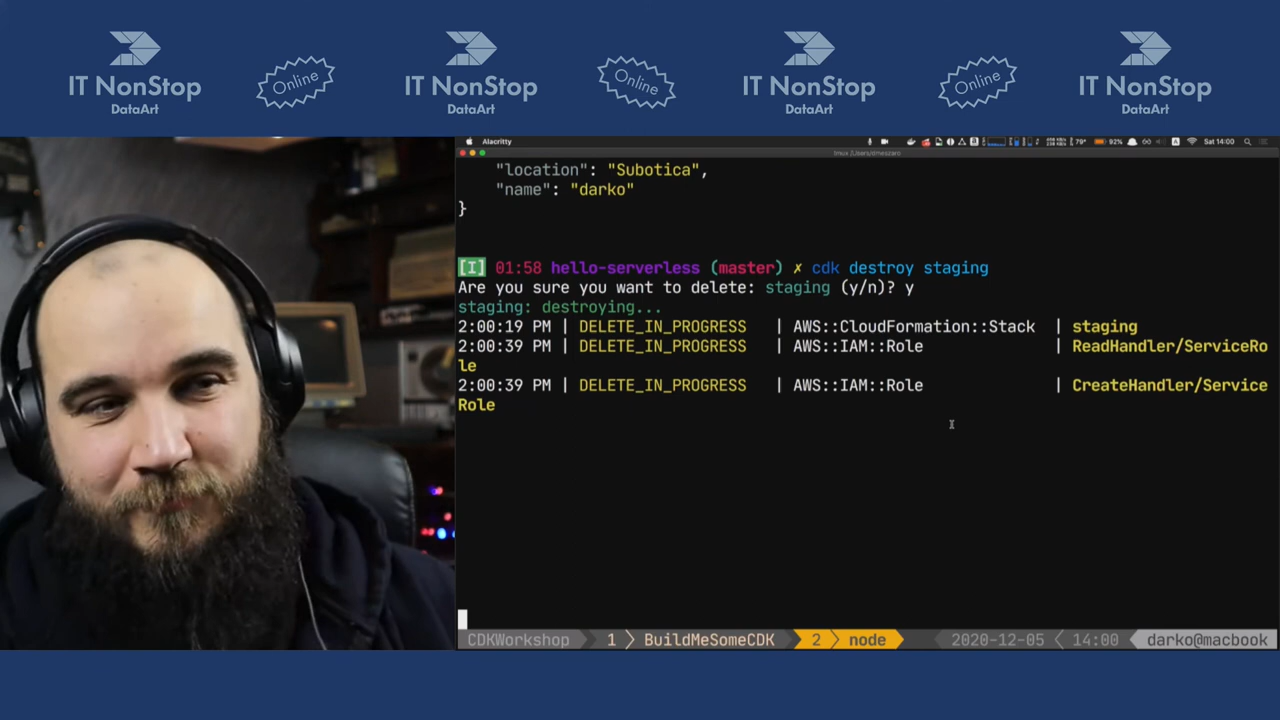 IT NonStop
DataArt
Online
IT NonStop
DataArt
Online
IT NonStop
DataArt
Online
IT NonStop
DataArt
Alacritty
92%
Sat 14:00
"location": "Subotica",
"name": "darko"
}
[I] 01:58 hello-serverless (master) ✗ cdk destroy staging
Are you sure you want to delete: staging (y/n)? y
staging: destroying...
2:00:19 PM | DELETE_IN_PROGRESS | AWS::CloudFormation::Stack | staging
2:00:39 PM | DELETE_IN_PROGRESS | AWS::IAM::Role | ReadHandler/ServiceRo
le
2:00:39 PM | DELETE_IN_PROGRESS | AWS::IAM::Role | CreateHandler/Service
Role
CDKWorkshop 1 BuildMeSomeCDK 2 node 2020-12-05 14:00 darko@macbook